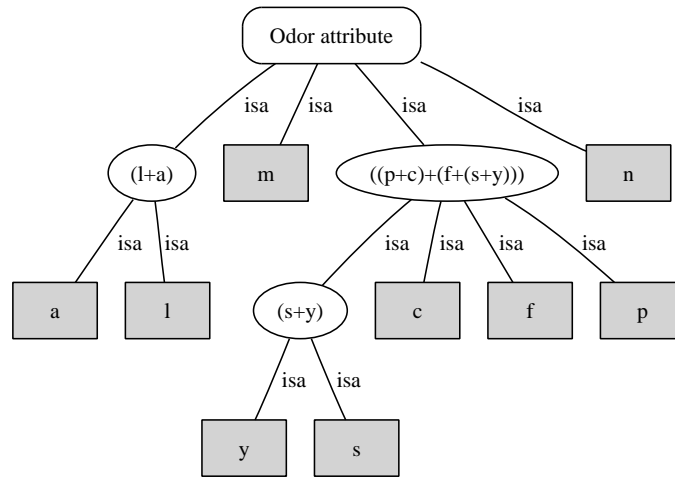 Odor attribute
isa isa isa isa
(l+a) m ((p+c)+(f+(s+y))) n
isa isa isa isa isa isa
a l (s+y) c f p
isa isa
y s